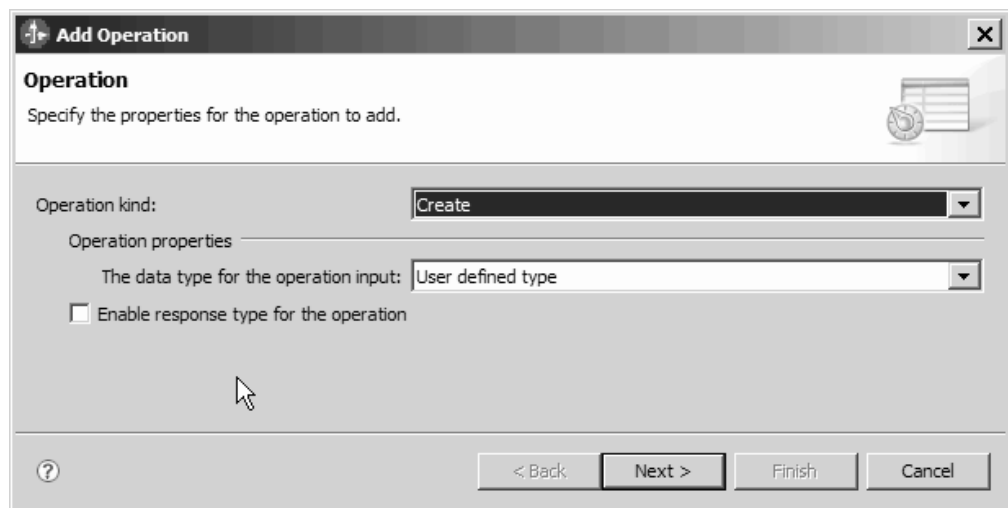 Add Operation
Operation
Specify the properties for the operation to add.
Operation kind: Create
Operation properties
The data type for the operation input: User defined type
Enable response type for the operation
? < Back Next > Finish Cancel